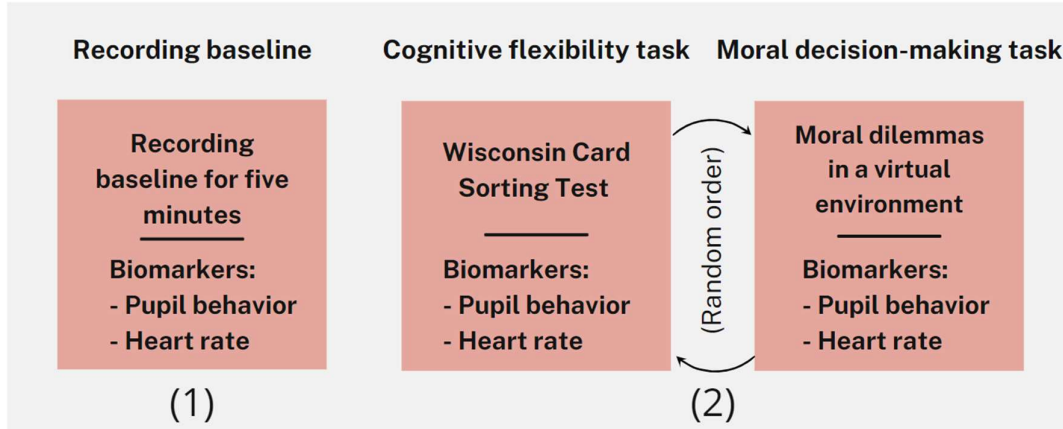 Recording baseline
Recording
baseline for five
minutes
Biomarkers:
- Pupil behavior
- Heart rate
(1)
Cognitive flexibility task
Wisconsin Card
Sorting Test
Biomarkers:
- Pupil behavior
- Heart rate
(Random order)
Moral decision-making task
Moral dilemmas
in a virtual
environment
Biomarkers:
- Pupil behavior
- Heart rate
(2)